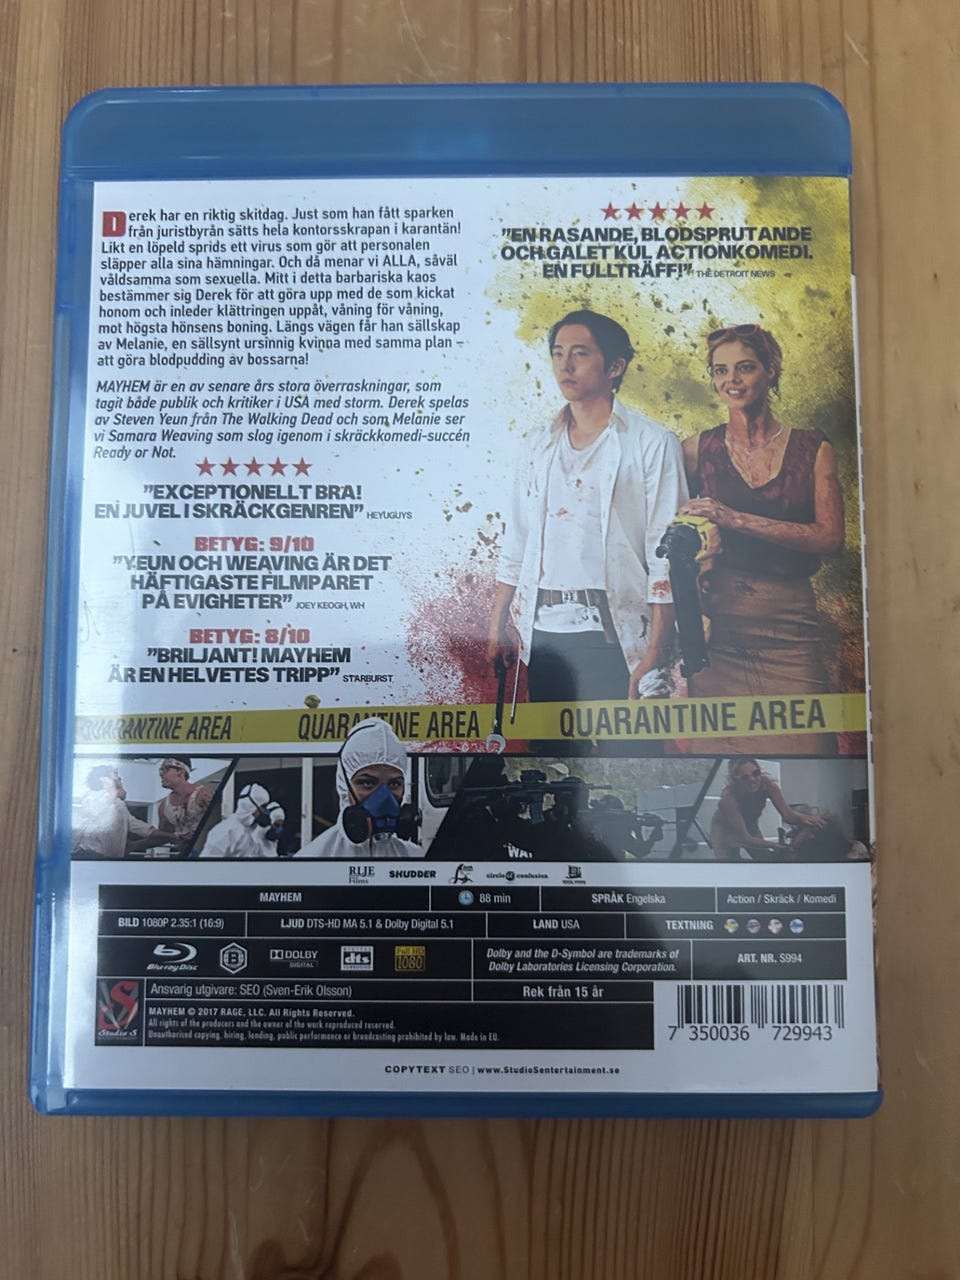 Derek har en riktig skitdag. Just som han fått sparken
från juristbyrån sätts hela kontorsskrapan i karantän!
Likt en löpeld sprids ett virus som gör att personalen
släpper alla sina hämningar. Och då menar vi ALLA, såväl
våldsamma som sexuella. Mitt i detta barbariska kaos
bestämmer sig Derek för att göra upp med de som kickat
honom och inleder klättringen uppåt, våning för våning,
mot högsta hönsens boning. Längs vägen får han sällskap
av Melanie, en sällsynt ursinnig kvinna med samma plan –
att göra blodpudding av bossarna!
MAYHEM är en av senare års stora överraskningar, som
tagit både publik och kritiker i USA med storm. Derek spelas
av Steven Yeun från The Walking Dead och som Melanie ser
vi Samara Weaving som slog igenom i skräckkomedi-succén
Ready or Not.
"EXCEPTIONELLT BRA!
EN JUVEL I SKRÄCKGENREN" HEYUGUYS
BETYG: 9/10
"YEUN OCH WEAVING ÄR DET
HÄFTIGASTE FILMPARET
PÅ EVIGHETER" JOEY KEOGH, WH
BETYG: 8/10
"BRILJANT! MAYHEM
ÄR EN HELVETES TRIPP" STARBURST
"EN RASANDE, BLODSPRUTANDE
OCH GALET KUL ACTIONKOMEDI.
EN FULLTRÄFF!" THE DETROIT NEWS
QUARANTINE AREA QUARANTINE AREA QUARANTINE AREA
RLJE Films SHUDDER circle of confusion
MAYHEM 88 min SPRÅK Engelska Action / Skräck / Komedi
BILD 1080P 2.35:1 (16:9) LJUD DTS-HD MA 5.1 & Dolby Digital 5.1 LAND USA TEXTNING
Blu-ray Disc DOLBY DIGITAL dts Full HD 1080 Dolby and the D-Symbol are trademarks of
Dolby Laboratories Licensing Corporation. ART. NR. S994
Studio S Ansvarig utgivare: SEO (Sven-Erik Olsson) Rek från 15 år
MAYHEM © 2017 RAGE, LLC. All Rights Reserved.
All rights of the producers and the owner of the work reproduced reserved.
Unauthorised copying, hiring, lending, public performance or broadcasting prohibited by law. Made in EU.
7 350036 729943
COPYTEXT SEO | www.StudioSentertainment.se